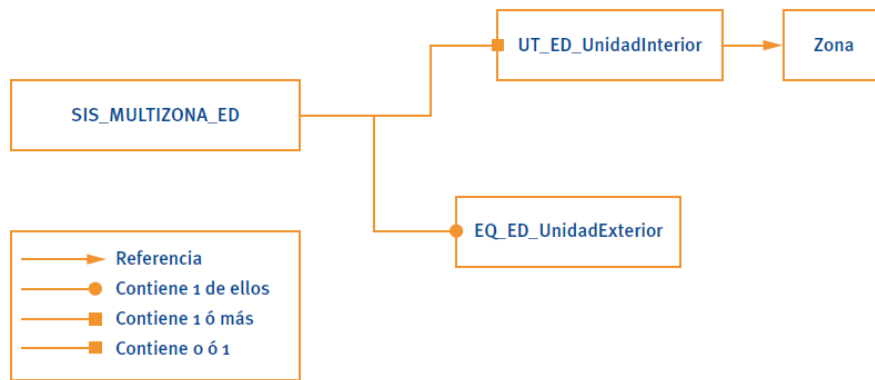 UT_ED_UnidadInterior
Zona
SIS_MULTIZONA_ED
EQ_ED_UnidadExterior
Referencia
Contiene 1 de ellos
Contiene 1 ó más
Contiene 0 ó 1